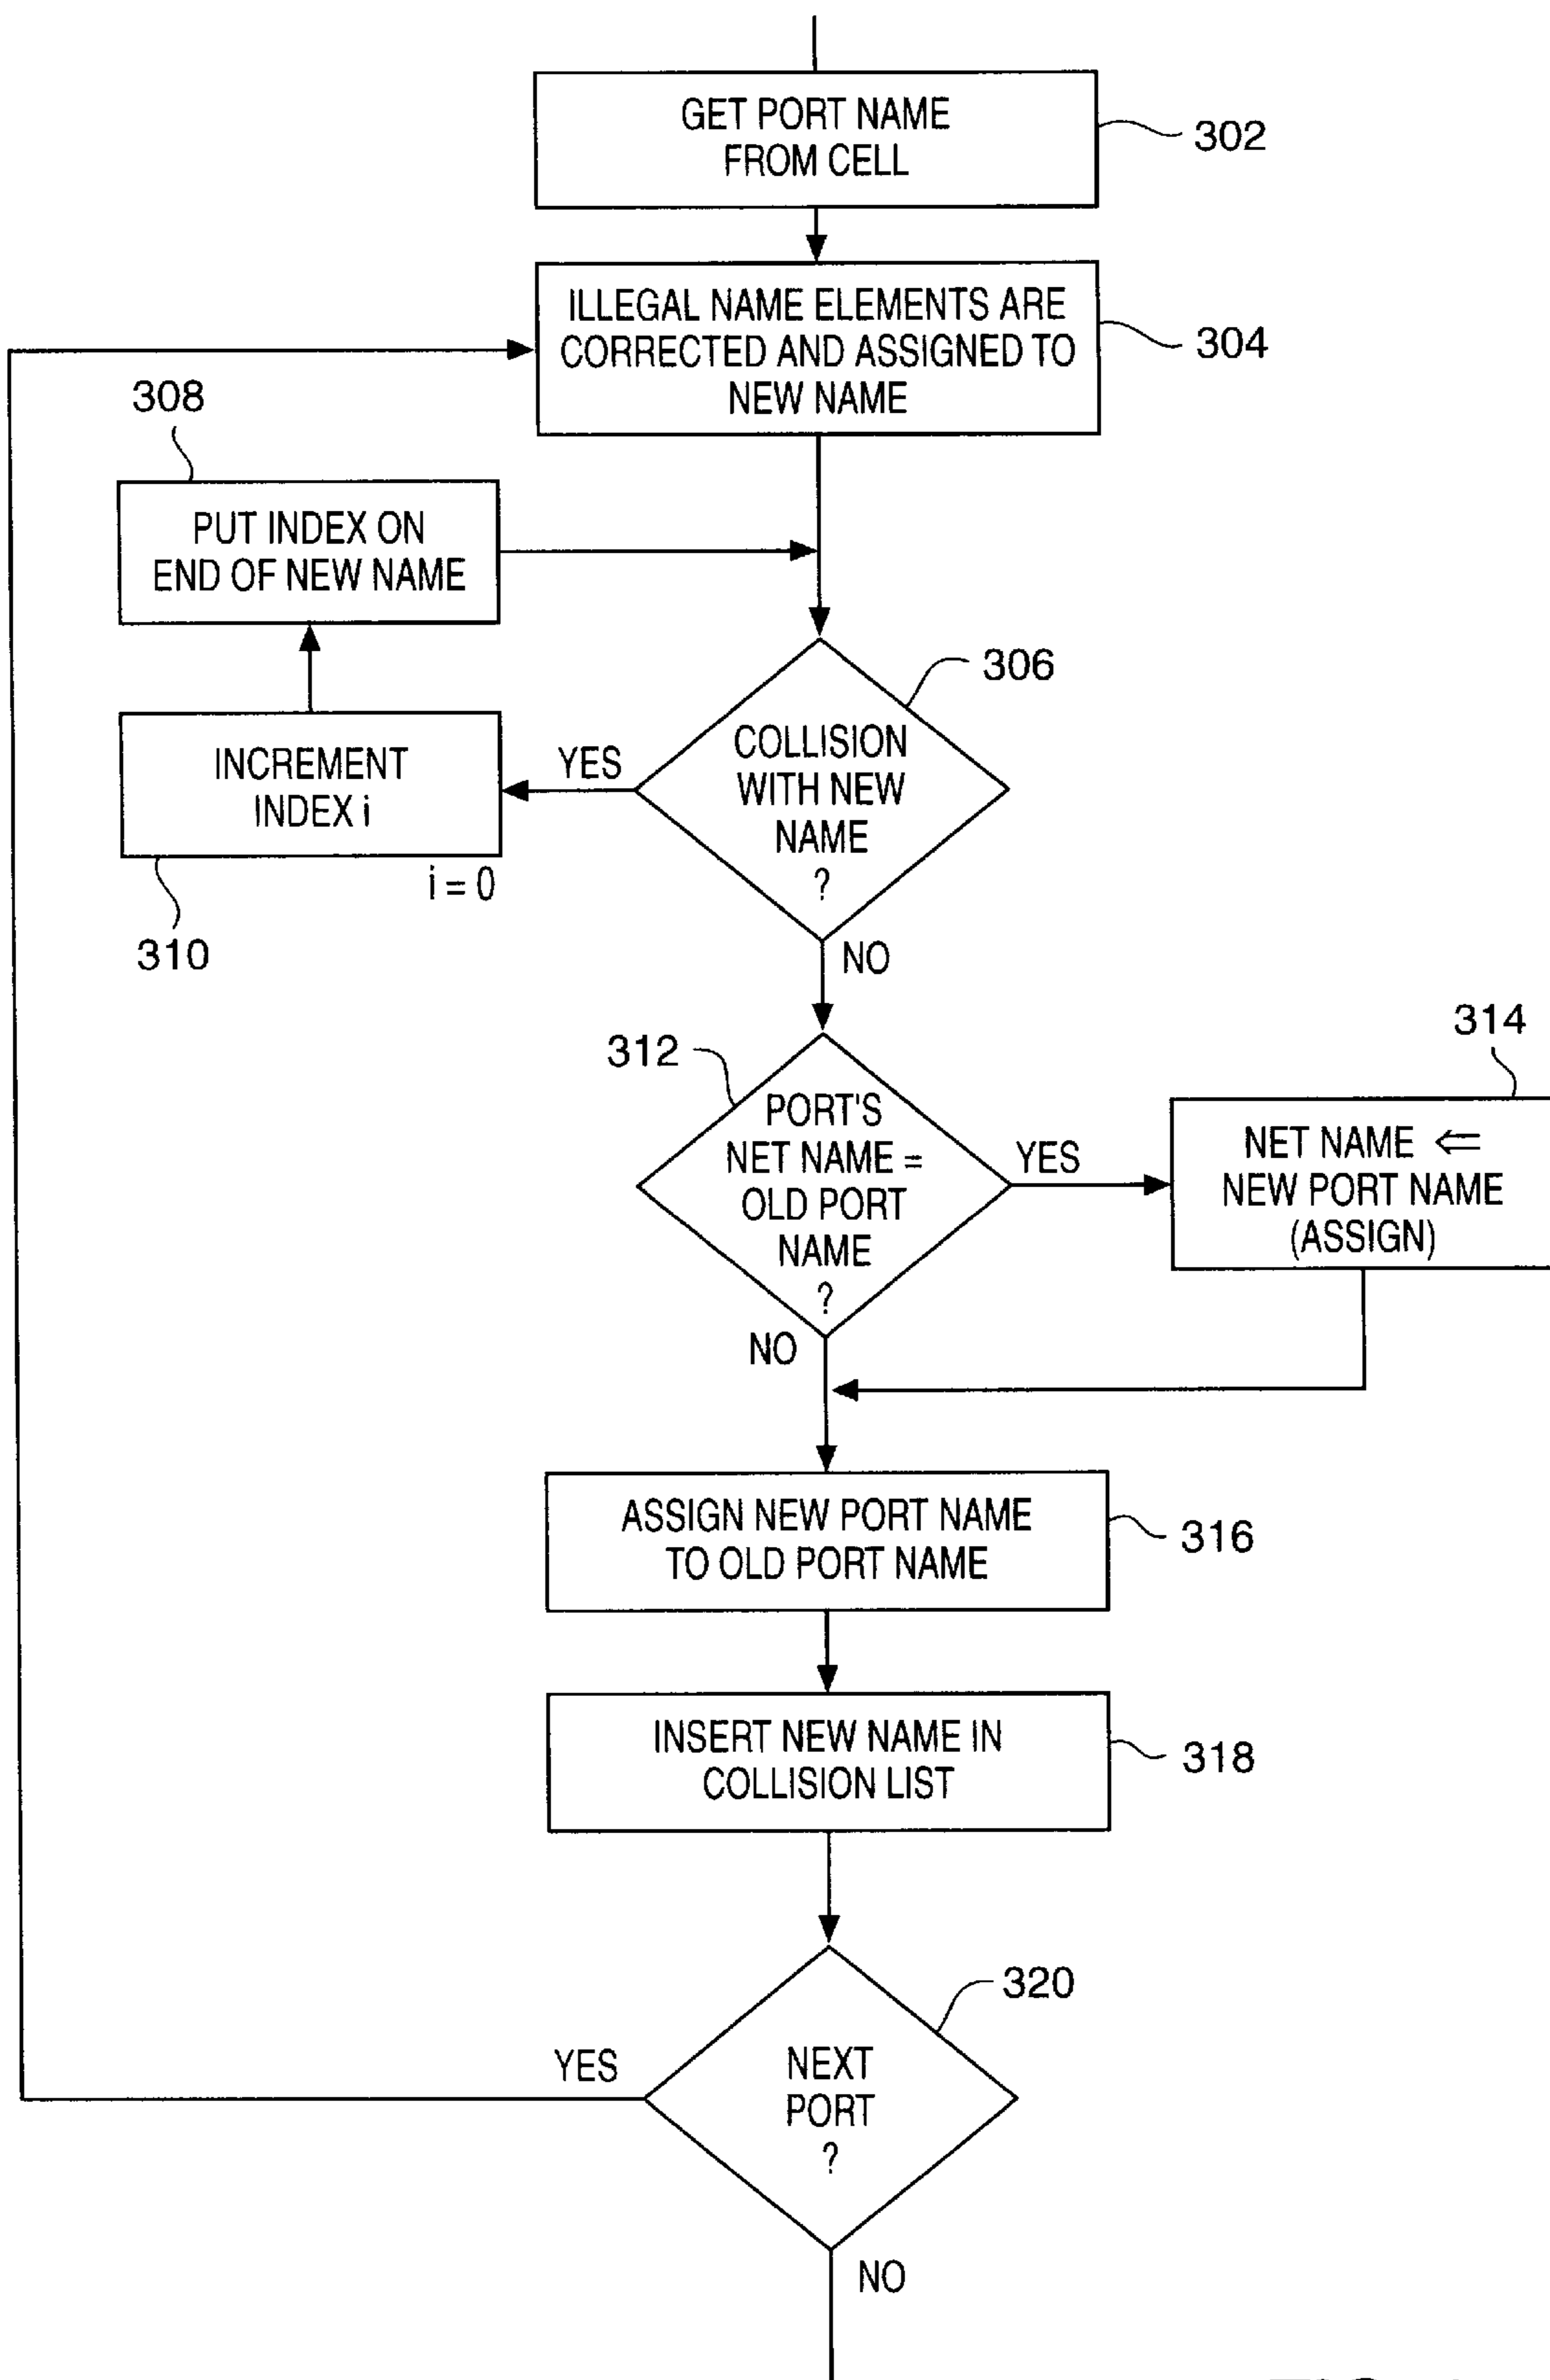 GET PORT NAME
FROM CELL
302
ILLEGAL NAME ELEMENTS ARE
CORRECTED AND ASSIGNED TO
NEW NAME
304
308
PUT INDEX ON
END OF NEW NAME
306
COLLISION
WITH NEW
NAME
?
YES
INCREMENT
INDEX i
i = 0
310
NO
312
PORT'S
NET NAME =
OLD PORT
NAME
?
YES
314
NET NAME ⇐
NEW PORT NAME
(ASSIGN)
NO
ASSIGN NEW PORT NAME
TO OLD PORT NAME
316
INSERT NEW NAME IN
COLLISION LIST
318
320
NEXT
PORT
?
YES
NO